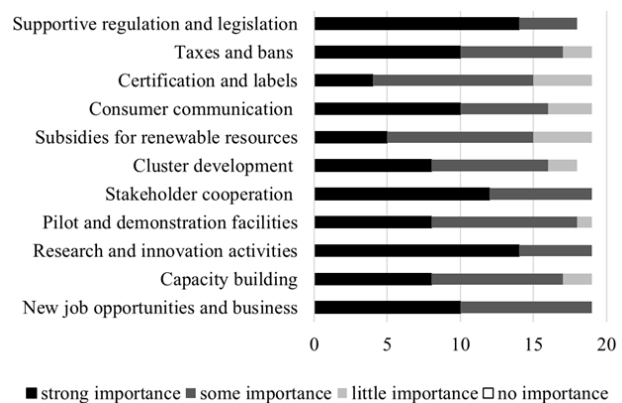 Supportive regulation and legislation
Taxes and bans
Certification and labels
Consumer communication
Subsidies for renewable resources
Cluster development
Stakeholder cooperation
Pilot and demonstration facilities
Research and innovation activities
Capacity building
New job opportunities and business
0 5 10 15 20
strong importance some importance little importance no importance